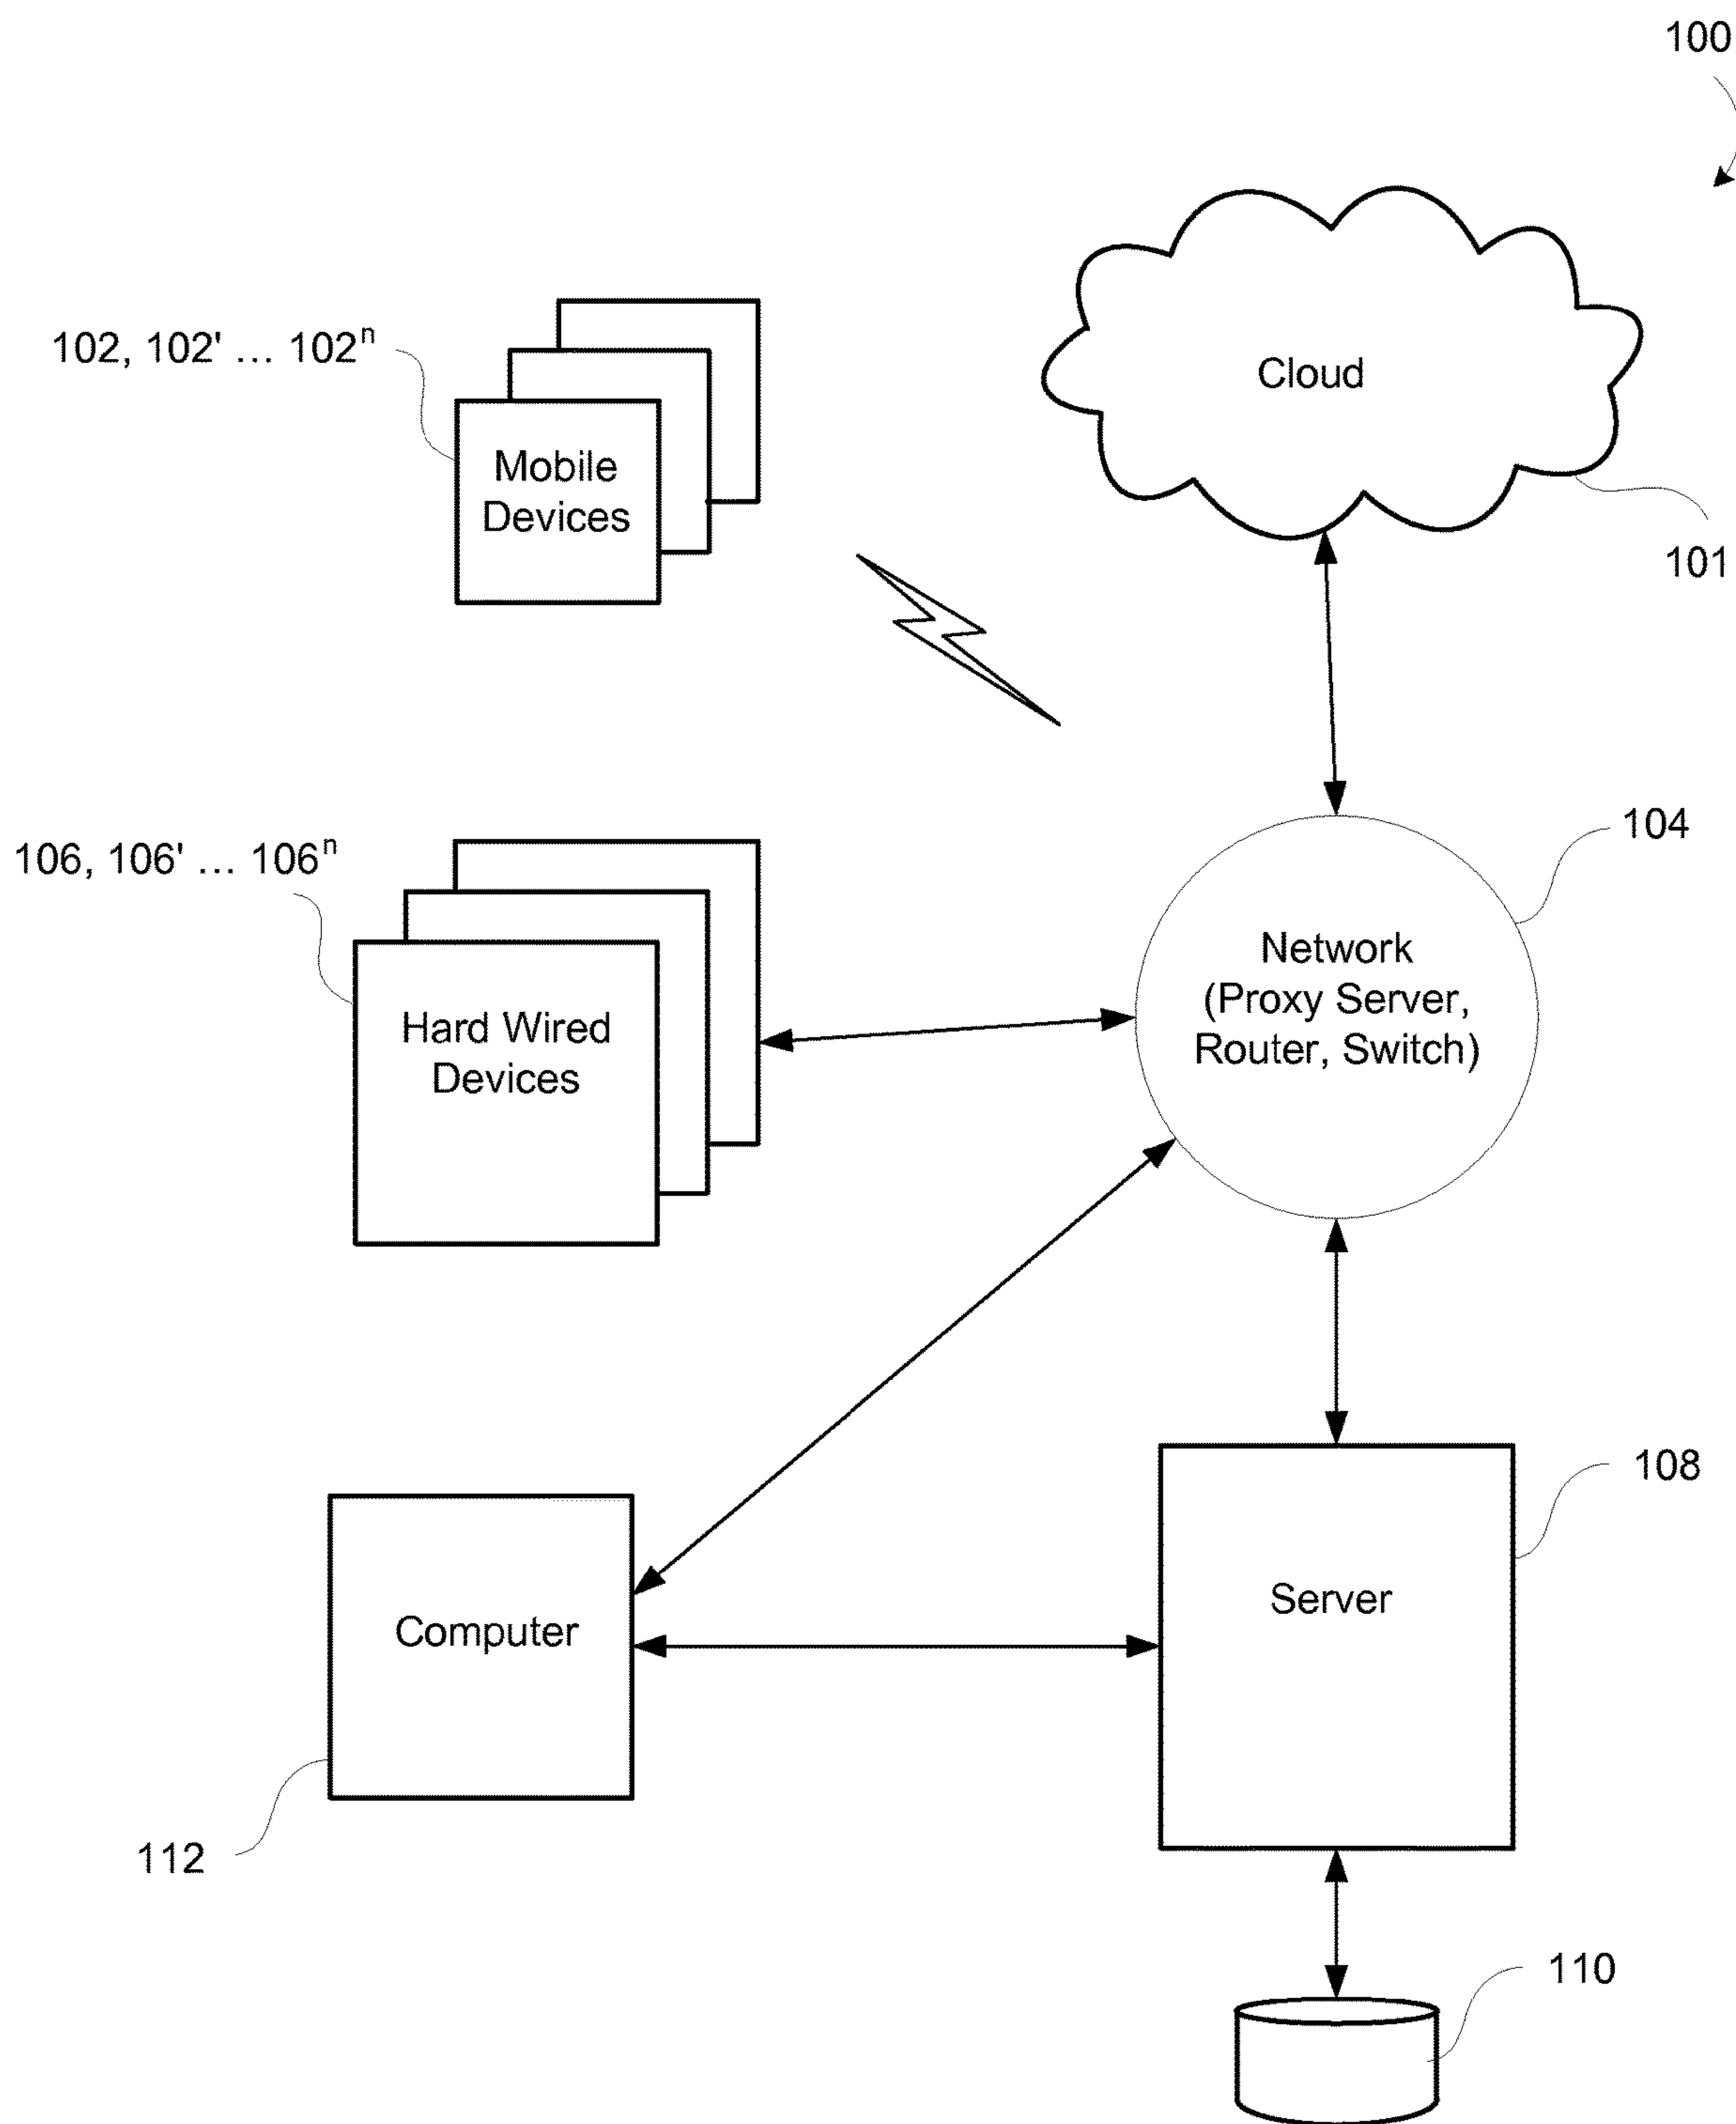 100
Cloud
102, 102' ... 102ⁿ
Mobile
Devices
101
104
106, 106' ... 106ⁿ
Network
(Proxy Server,
Router, Switch)
Hard Wired
Devices
108
Server
Computer
112
110